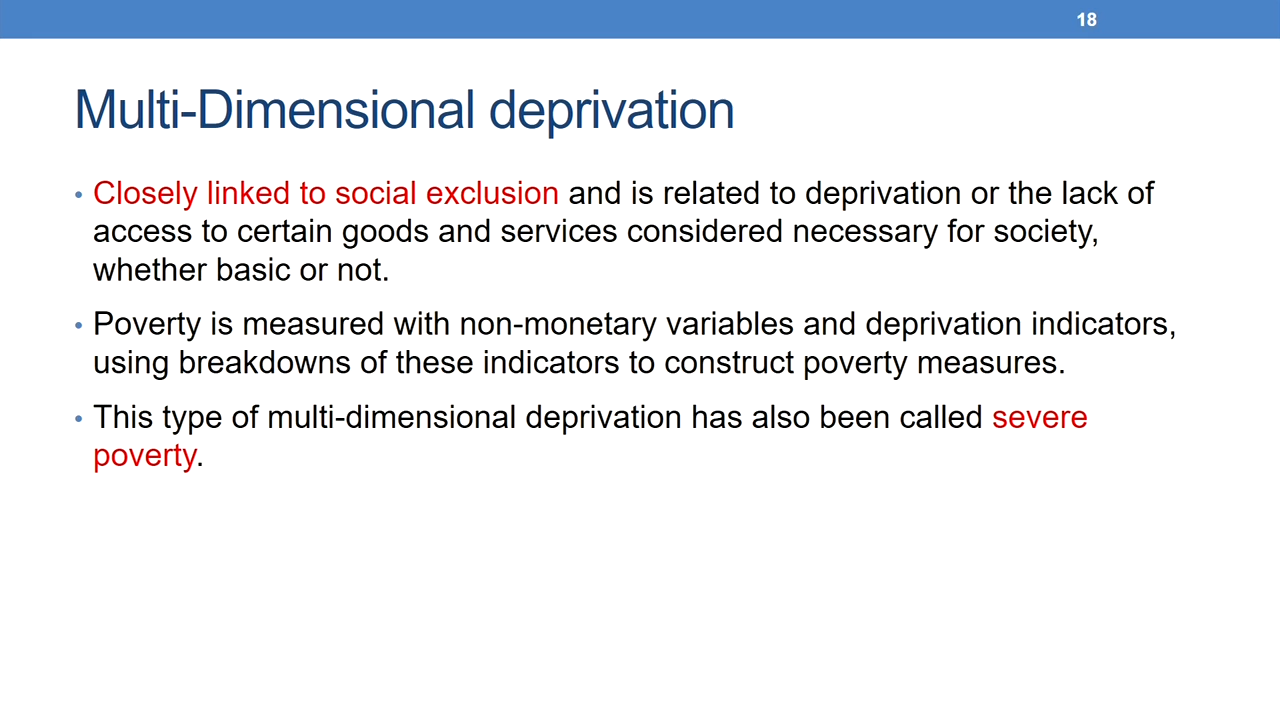 18
Multi-Dimensional deprivation
• Closely linked to social exclusion and is related to deprivation or the lack of
access to certain goods and services considered necessary for society,
whether basic or not.
• Poverty is measured with non-monetary variables and deprivation indicators,
using breakdowns of these indicators to construct poverty measures.
• This type of multi-dimensional deprivation has also been called severe
poverty.